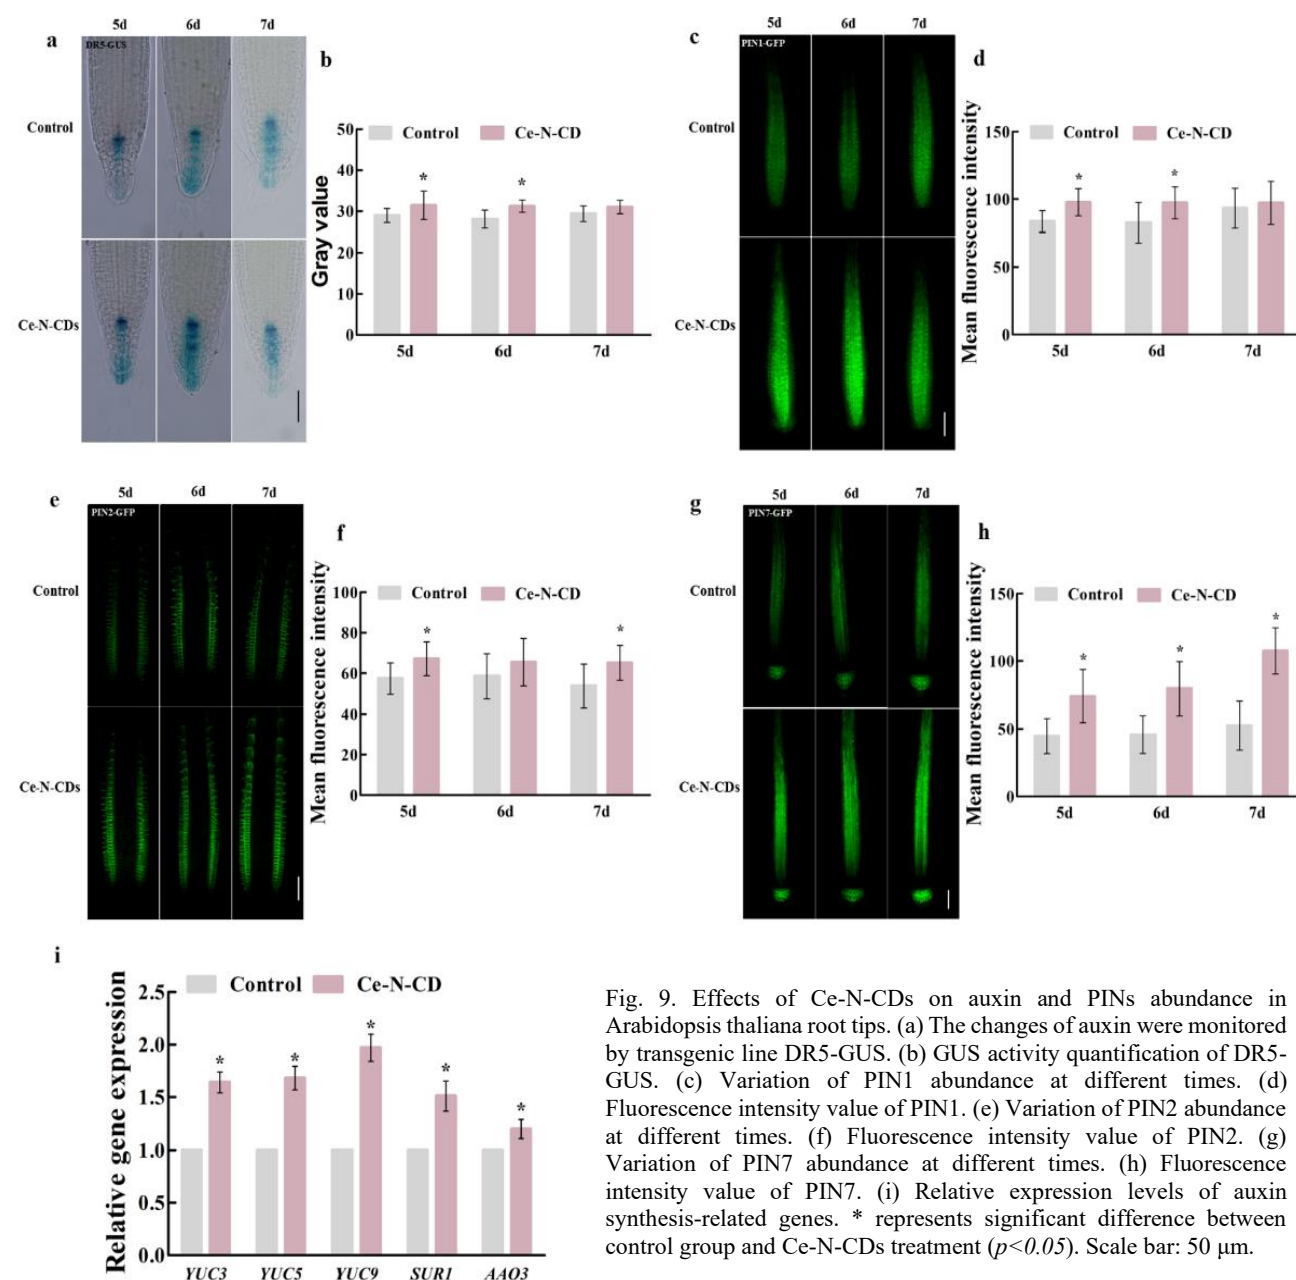 a
5d 6d 7d
DR5-GUS
Control
Ce-N-CDs
b
Control Ce-N-CD
Gray value
50
40
30
20
10
0
* *
5d 6d 7d
c
5d 6d 7d
PIN1-GFP
Control
Ce-N-CDs
d
Control Ce-N-CD
Mean fluorescence intensity
150
100
50
0
* *
5d 6d 7d
e
5d 6d 7d
PIN2-GFP
Control
Ce-N-CDs
f
Control Ce-N-CD
Mean fluorescence intensity
100
80
60
40
20
0
* *
5d 6d 7d
g
5d 6d 7d
PIN7-GFP
Control
Ce-N-CDs
h
Control Ce-N-CD
Mean fluorescence intensity
150
100
50
0
* * *
5d 6d 7d
i
Control Ce-N-CD
Relative gene expression
2.5
2.0
1.5
1.0
0.5
0.0
* * * * *
YUC3 YUC5 YUC9 SUR1 AAO3
Fig. 9. Effects of Ce-N-CDs on auxin and PINs abundance in
Arabidopsis thaliana root tips. (a) The changes of auxin were monitored
by transgenic line DR5-GUS. (b) GUS activity quantification of DR5-
GUS. (c) Variation of PIN1 abundance at different times. (d)
Fluorescence intensity value of PIN1. (e) Variation of PIN2 abundance
at different times. (f) Fluorescence intensity value of PIN2. (g)
Variation of PIN7 abundance at different times. (h) Fluorescence
intensity value of PIN7. (i) Relative expression levels of auxin
synthesis-related genes. * represents significant difference between
control group and Ce-N-CDs treatment (p<0.05). Scale bar: 50 μm.